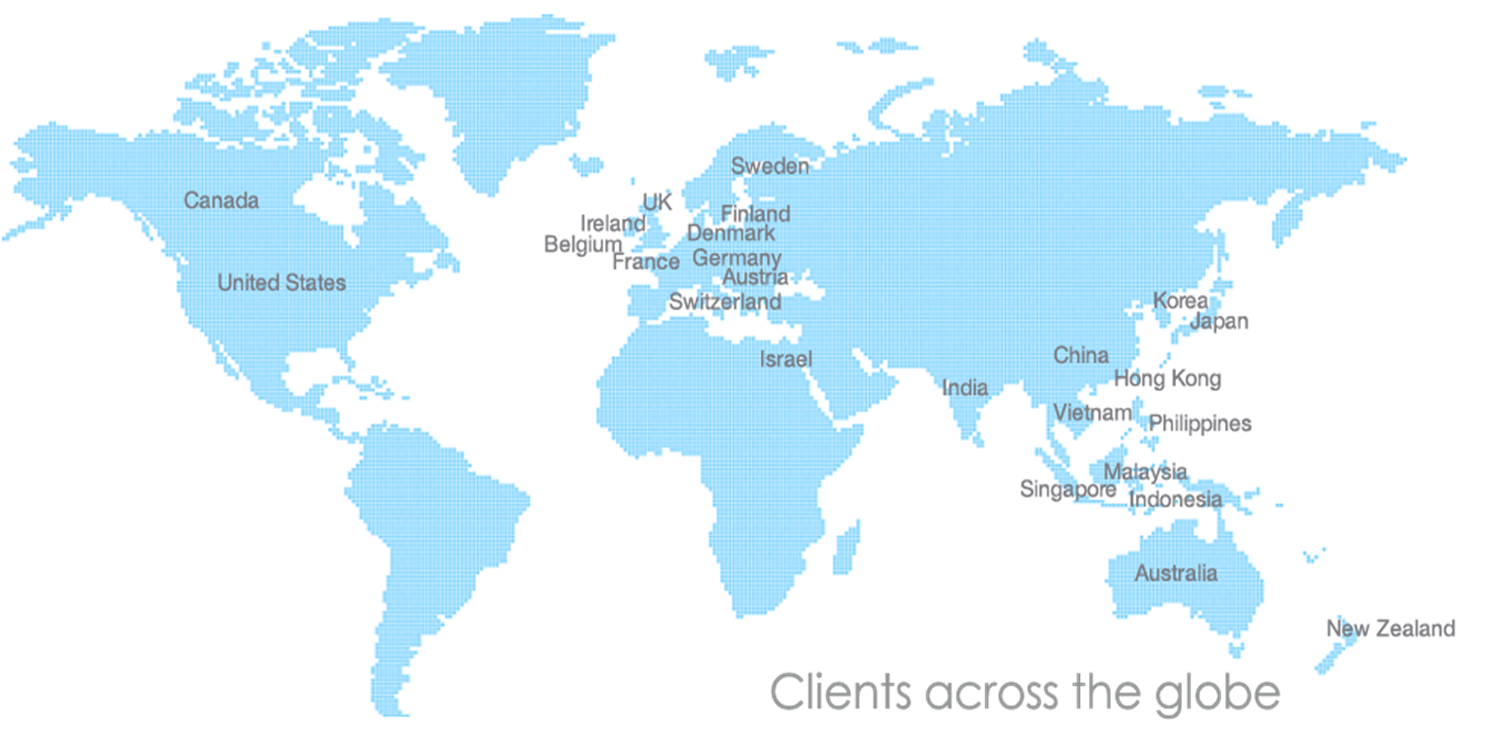 Sweden
Canada
UK
Finland
Ireland
Denmark
Belgium
France
Germany
Austria
United States
Switzerland
Korea
Japan
Israel
China
Hong Kong
India
Vietnam
Philippines
Malaysia
Singapore
Indonesia
Australia
New Zealand
Clients across the globe